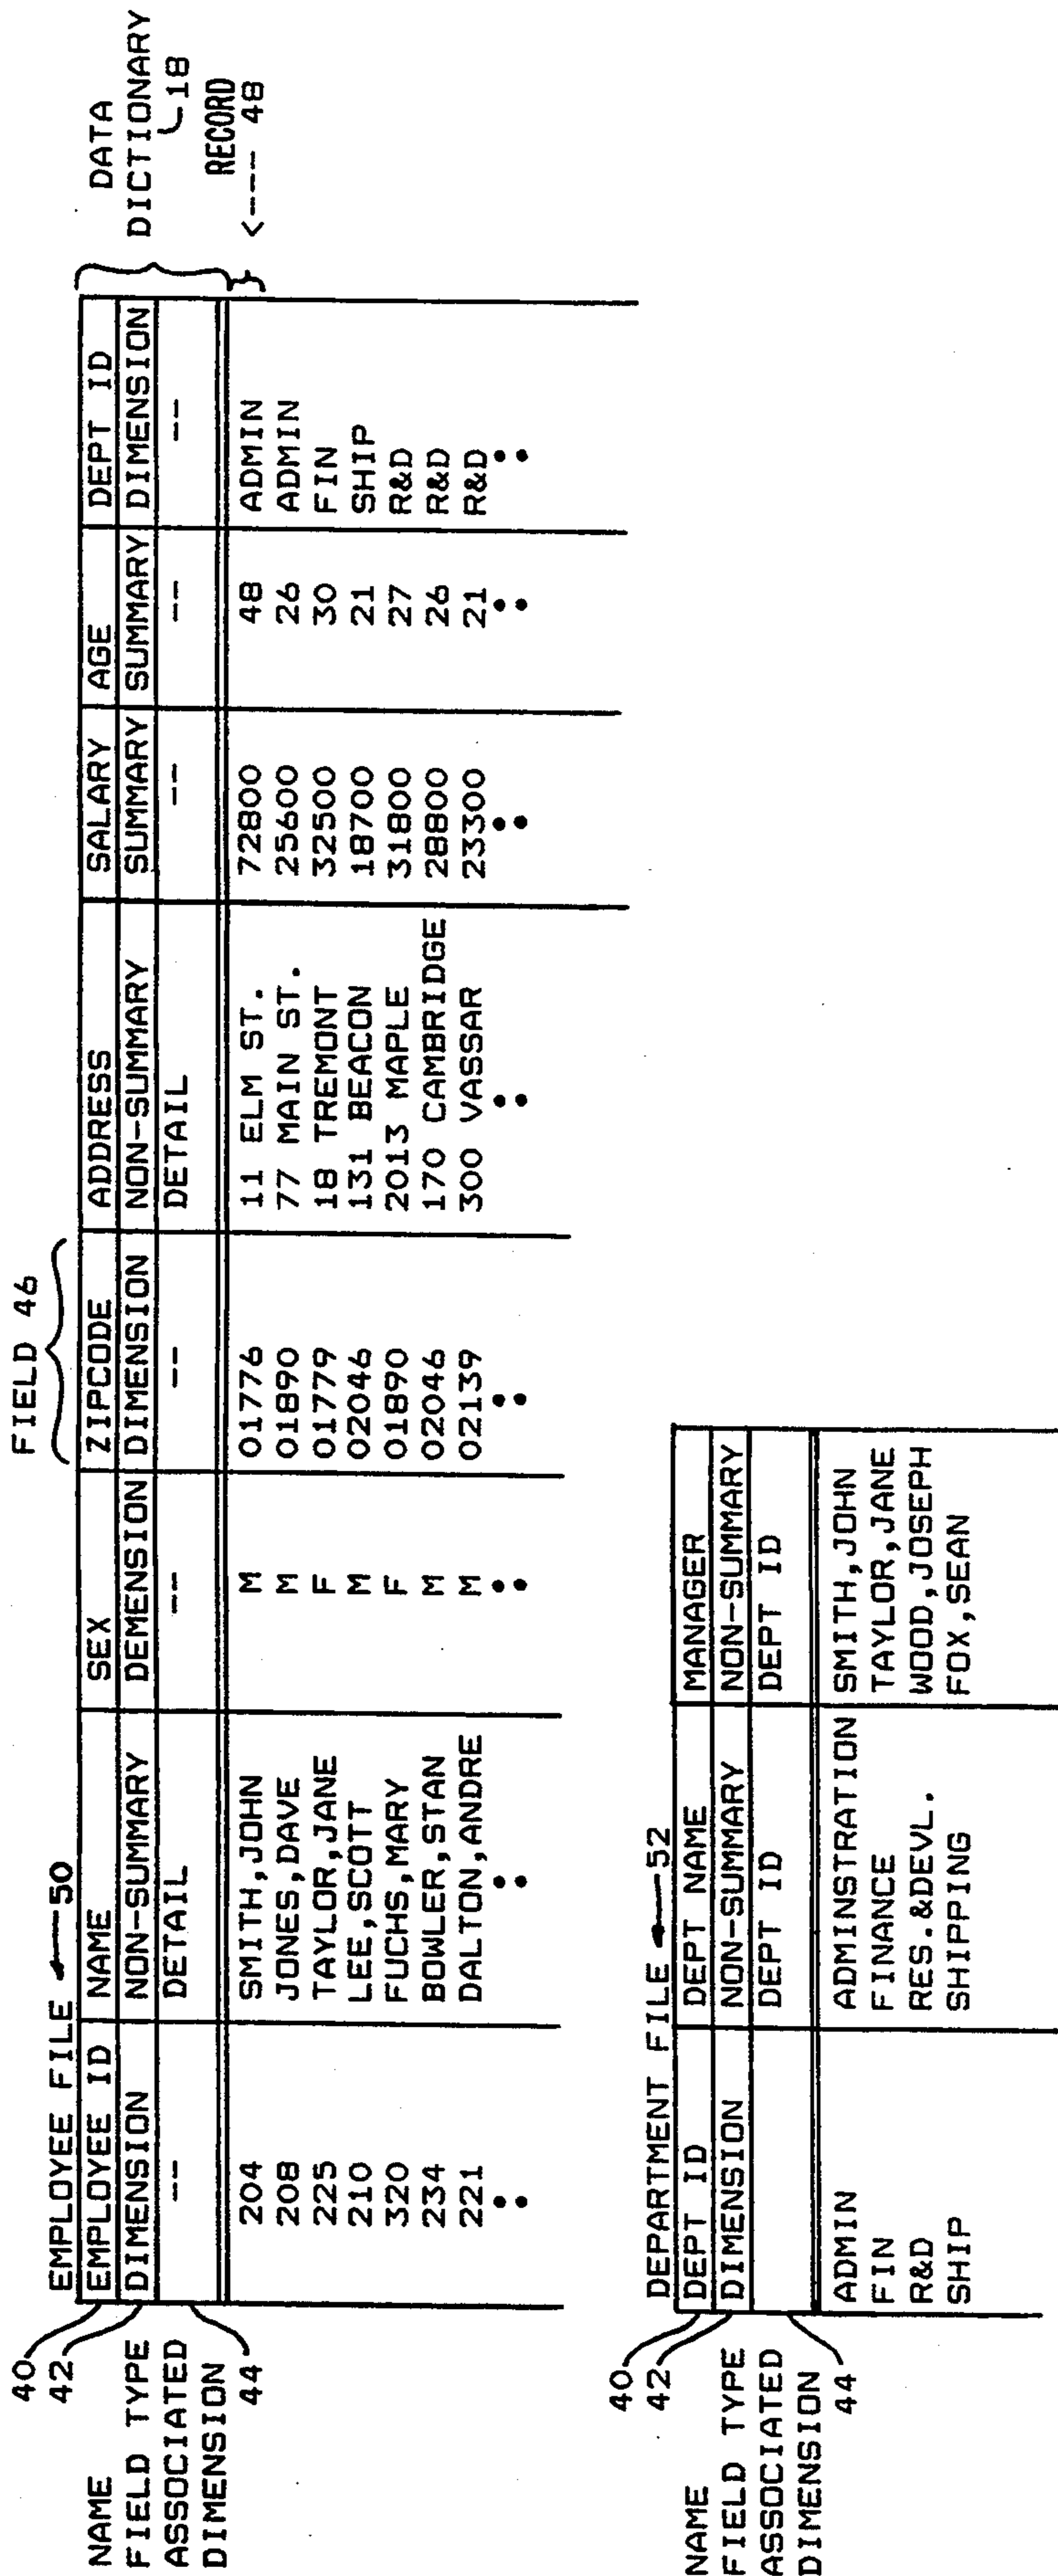 FIELD 46
EMPLOYEE FILE 50
40
42
NAME EMPLOYEE ID NAME SEX ZIPCODE ADDRESS SALARY AGE DEPT ID DATA
FIELD TYPE DIMENSION NON-SUMMARY DEMENSION DIMENSION NON-SUMMARY SUMMARY SUMMARY DIMENSION DICTIONARY
ASSOCIATED -- DETAIL -- -- DETAIL -- -- -- 18
DIMENSION RECORD
44
204 SMITH,JOHN M 01776 11 ELM ST. 72800 48 ADMIN <---- 48
208 JONES,DAVE M 01890 77 MAIN ST. 25600 26 ADMIN
225 TAYLOR,JANE F 01779 18 TREMONT 32500 30 FIN
210 LEE,SCOTT M 02046 131 BEACON 18700 21 SHIP
320 FUCHS,MARY F 01890 2013 MAPLE 31800 27 R&D
234 BOWLER,STAN M 02046 170 CAMBRIDGE 28800 26 R&D
221 DALTON,ANDRE M 02139 300 VASSAR 23300 21 R&D
DEPARTMENT FILE 52
40
42
NAME DEPT ID DEPT NAME MANAGER
FIELD TYPE DIMENSION NON-SUMMARY NON-SUMMARY
ASSOCIATED DEPT ID DEPT ID
DIMENSION
44
ADMIN ADMINSTRATION SMITH,JOHN
FIN FINANCE TAYLOR,JANE
R&D RES.&DEVL. WOOD,JOSEPH
SHIP SHIPPING FOX,SEAN